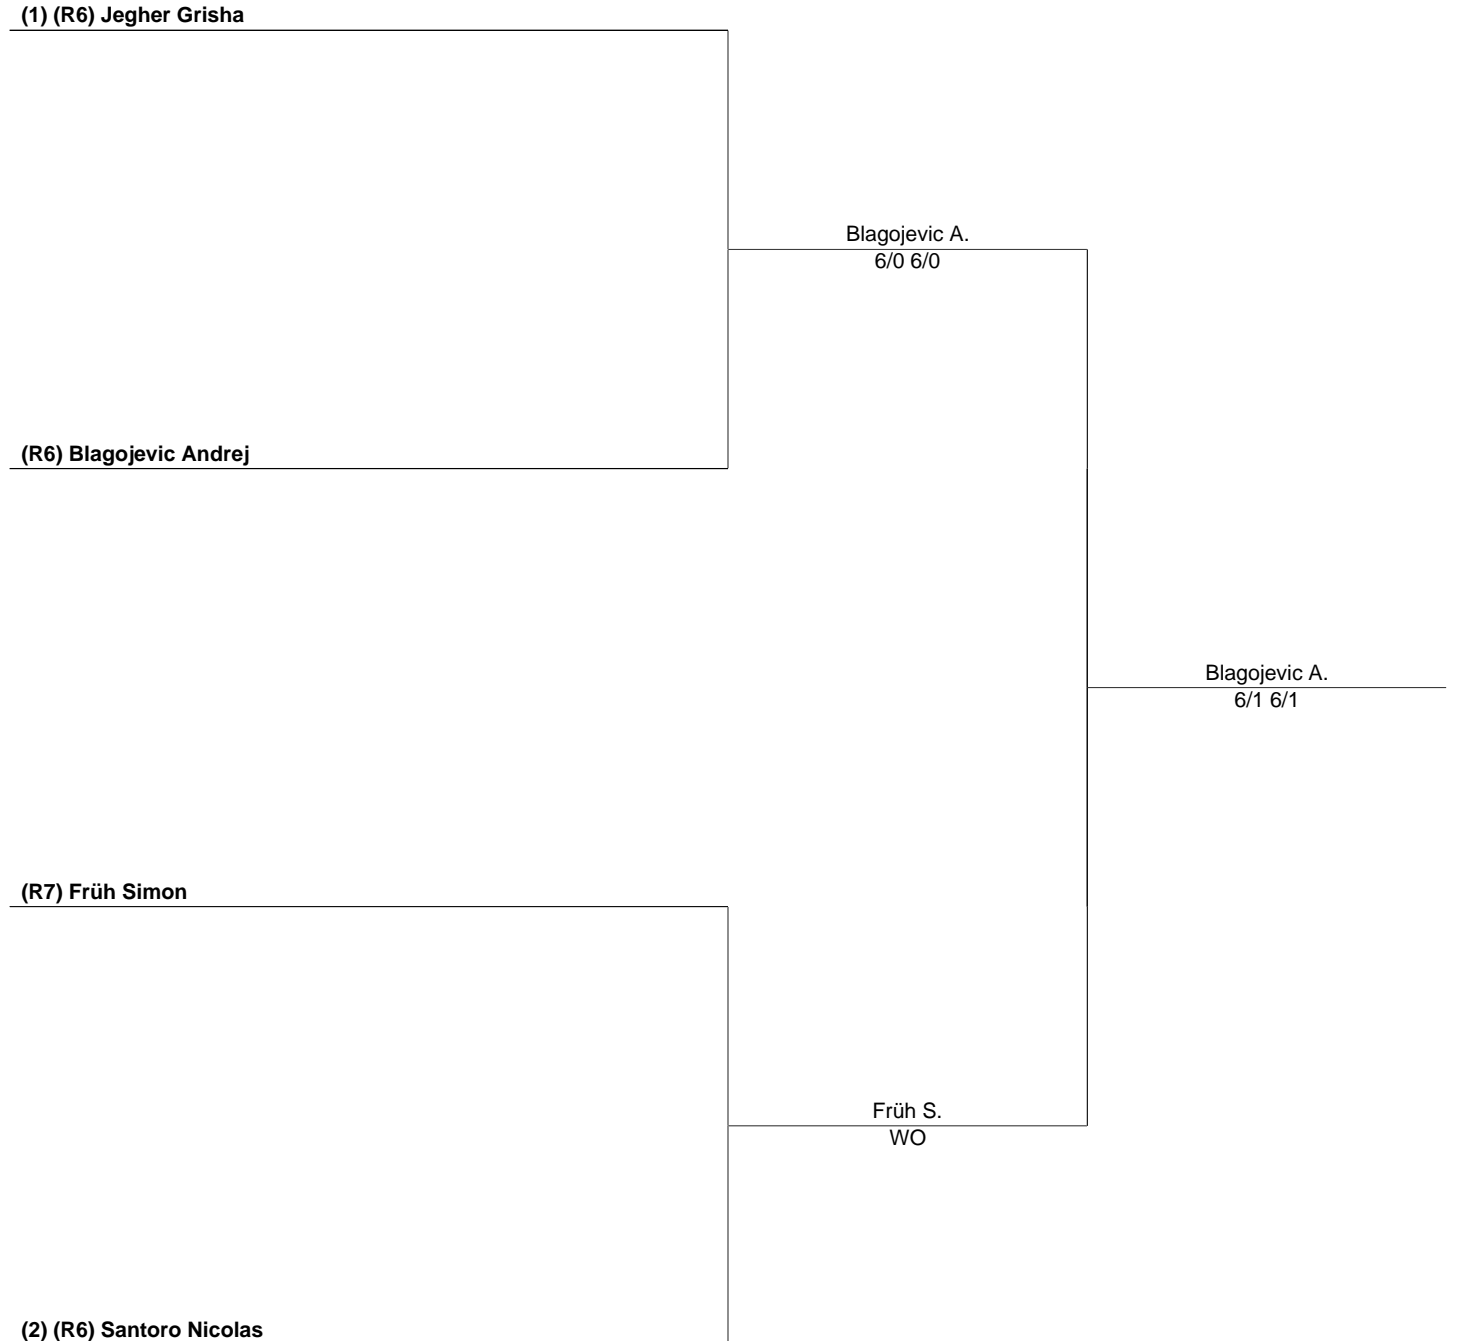 (1) (R6) Jegher Grisha
Blagojevic A.
6/0 6/0
(R6) Blagojevic Andrej
Blagojevic A.
6/1 6/1
(R7) Früh Simon
Früh S.
WO
(2) (R6) Santoro Nicolas